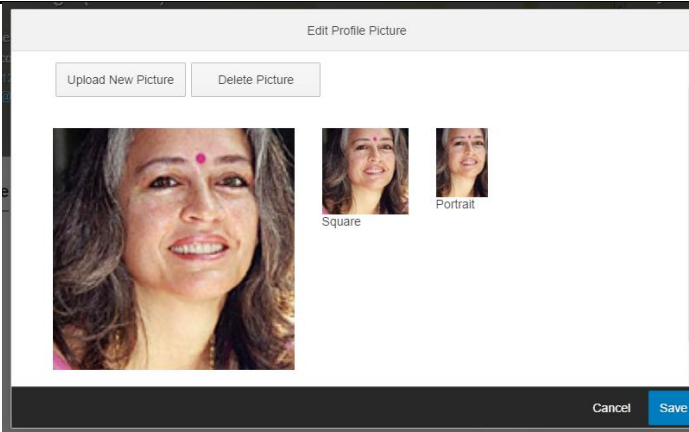 Edit Profile Picture
Upload New Picture
Delete Picture
Square
Portrait
Cancel
Save